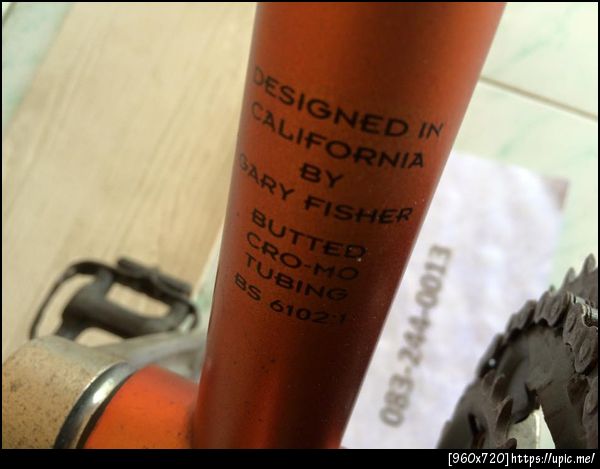 DESIGNED IN
CALIFORNIA
BY
GARY FISHER
BUTTED
CRO-MO
TUBING
BS 6102:1
083-244-0013
[960x720]https://upic.me/